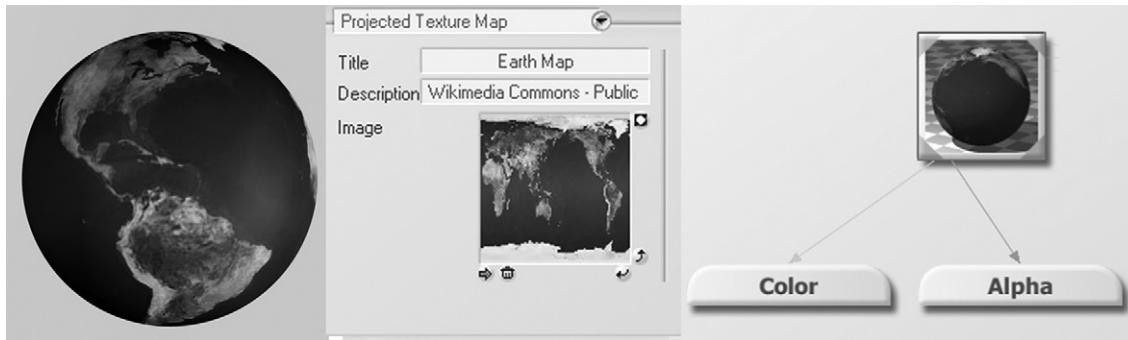 Projected Texture Map
Title
Earth Map
Description
Wikimedia Commons - Public
Image
Color
Alpha